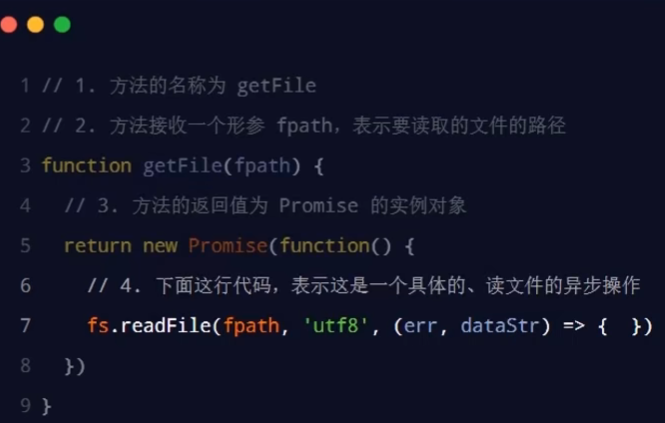 1 // 1. 方法的名称为 getFile
2 // 2. 方法接收一个形参 fpath，表示要读取的文件的路径
3 function getFile(fpath) {
4 // 3. 方法的返回值为 Promise 的实例对象
5 return new Promise(function() {
6 // 4. 下面这行代码，表示这是一个具体的、读文件的异步操作
7 fs.readFile(fpath, 'utf8', (err, dataStr) => {  })
8 })
9 }